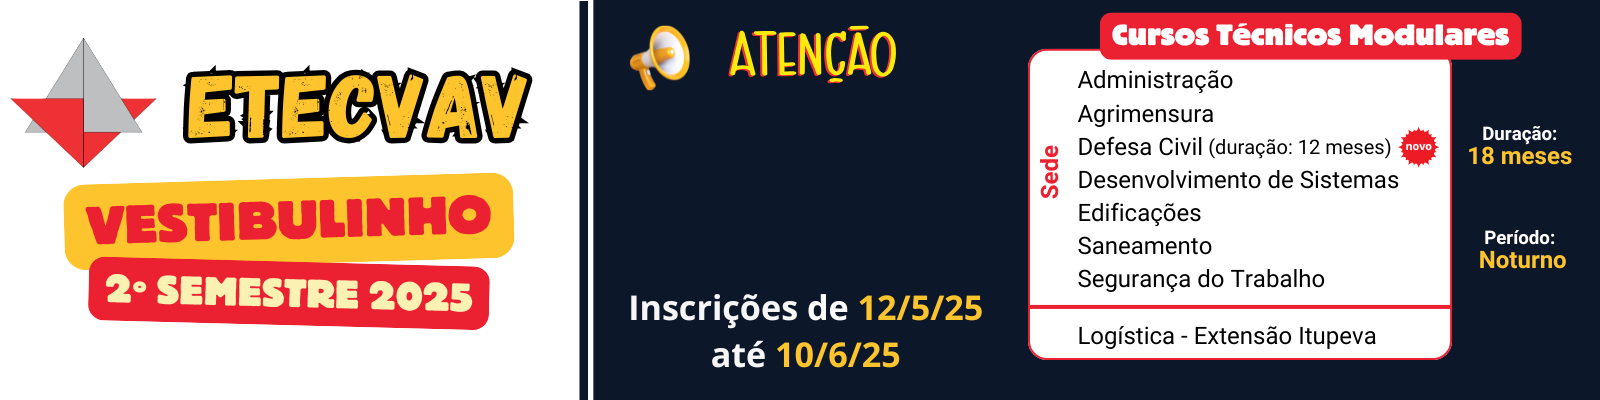 ETECVAV
VESTIBULINHO
2º SEMESTRE 2025
ATENÇÃO
Inscrições de 12/5/25
até 10/6/25
Cursos Técnicos Modulares
Sede
Administração
Agrimensura
Defesa Civil (duração: 12 meses) novo
Desenvolvimento de Sistemas
Edificações
Saneamento
Segurança do Trabalho
Logística - Extensão Itupeva
Duração:
18 meses
Período:
Noturno